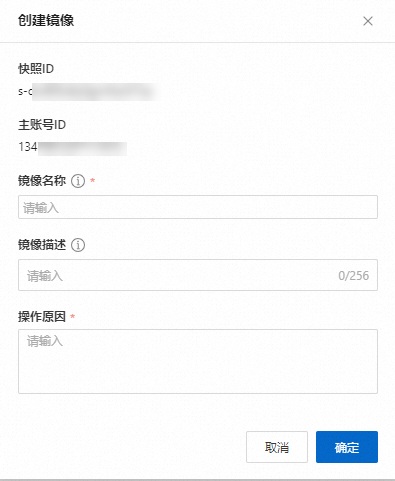 创建镜像
快照ID
s-c
主账号ID
134
镜像名称 *
请输入
镜像描述
请输入 0/256
操作原因 *
请输入
取消 确定